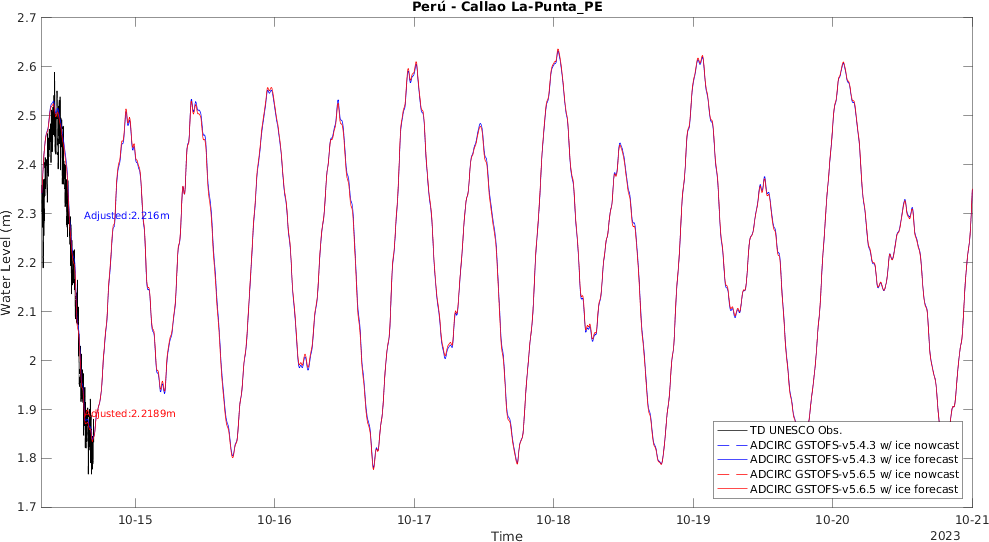 Perú - Callao La-Punta_PE
2.7
2.6
2.5
2.4
2.3
2.2
2.1
2
1.9
1.8
1.7
Water Level (m)
Adjusted:2.216m
Adjusted:2.2189m
TD UNESCO Obs.
ADCIRC GSTOFS-v5.4.3 w/ ice nowcast
ADCIRC GSTOFS-v5.4.3 w/ ice forecast
ADCIRC GSTOFS-v5.6.5 w/ ice nowcast
ADCIRC GSTOFS-v5.6.5 w/ ice forecast
10-15
10-16
10-17
10-18
10-19
10-20
10-21
Time
2023